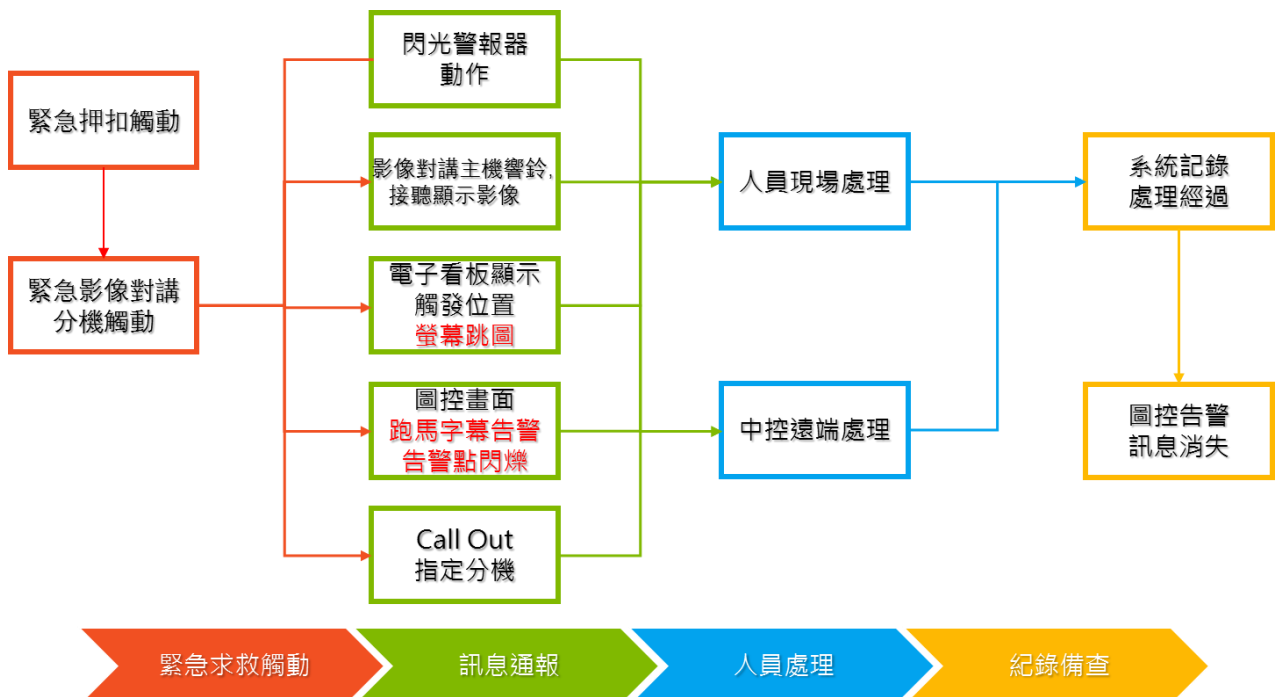 緊急押扣觸動
緊急影像對講
分機觸動
閃光警報器
動作
影像對講主機響鈴,
接聽顯示影像
電子看板顯示
觸發位置
螢幕跳圖
圖控畫面
跑馬字幕告警
告警點閃爍
Call Out
指定分機
人員現場處理
中控遠端處理
系統記錄
處理經過
圖控告警
訊息消失
緊急求救觸動
訊息通報
人員處理
紀錄備查